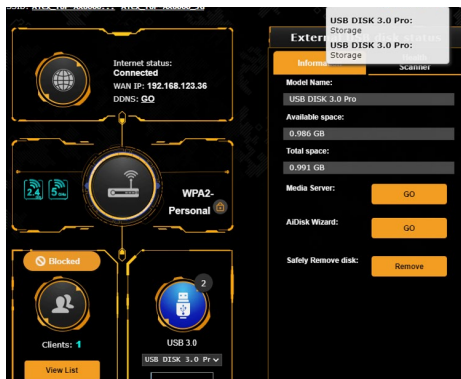 USB DISK 3.0 Pro:
Storage
USB DISK 3.0 Pro:
Storage
Internet status:
Connected
WAN IP: 192.168.123.36
DDNS: GO
2.4
5
WPA2-
Personal
Blocked
Clients: 1
View List
2
USB 3.0
USB DISK 3.0 Pr
Scanner
Model Name:
USB DISK 3.0 Pro
Available space:
0.986 GB
Total space:
0.991 GB
Media Server:
GO
AiDisk Wizard:
GO
Safely Remove disk:
Remove